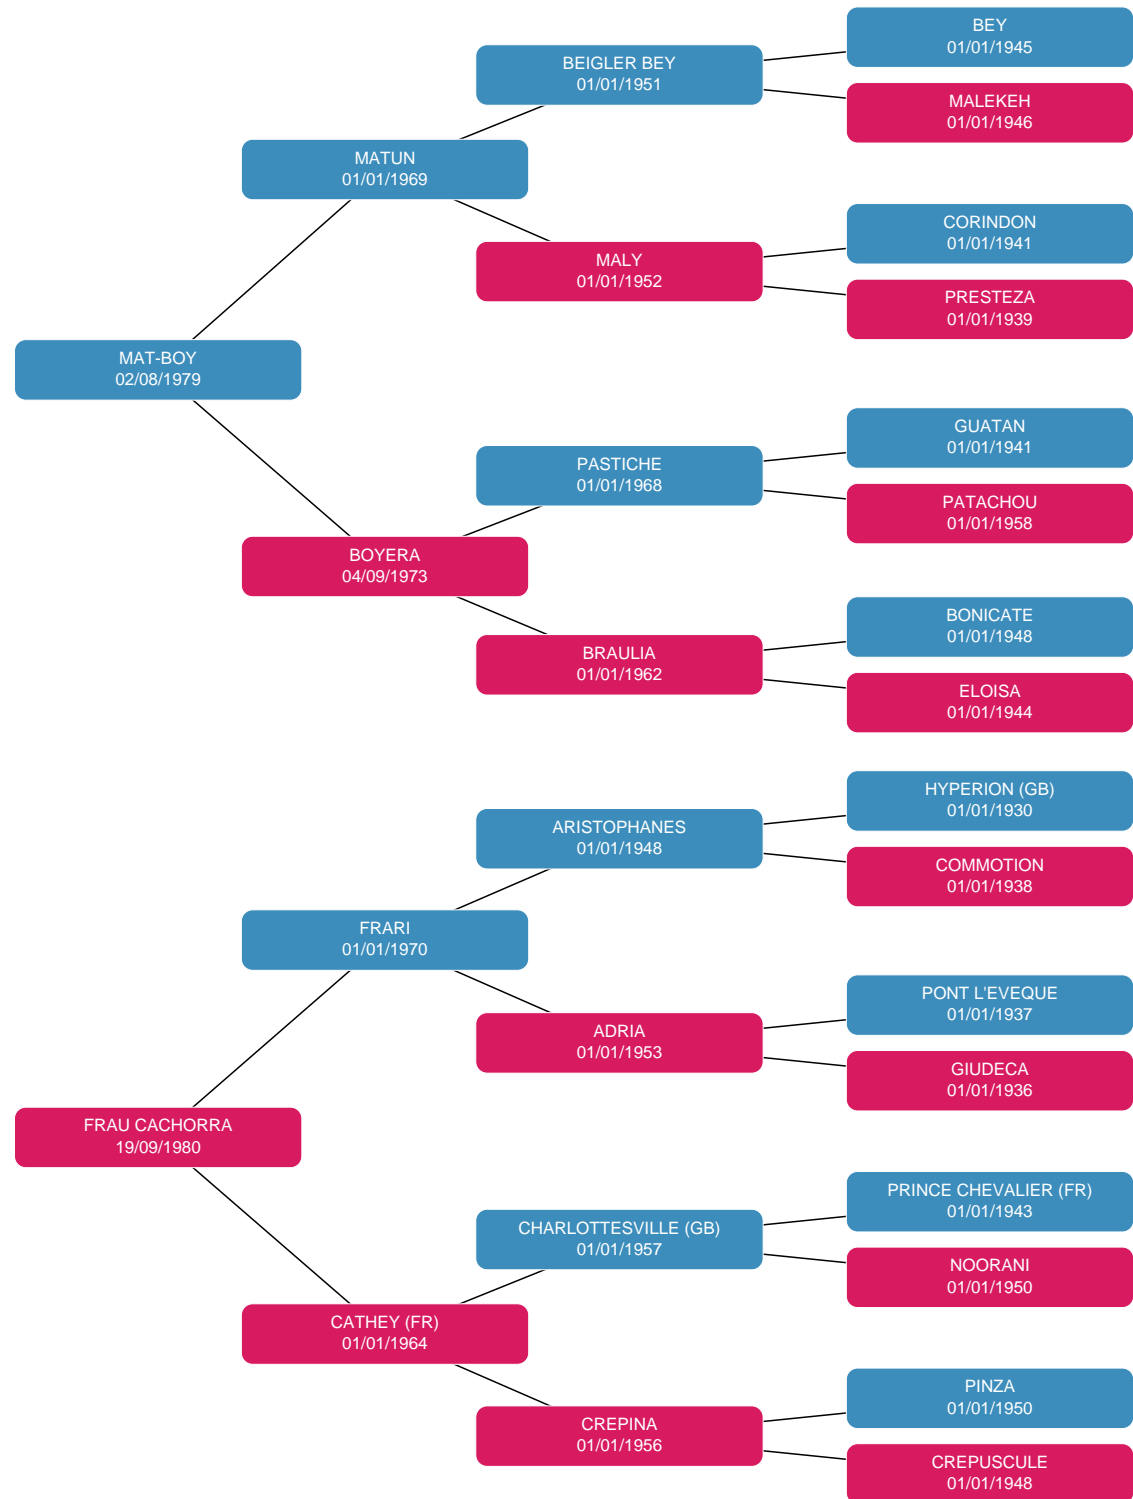 BEY
01/01/1945
BEIGLER BEY
01/01/1951
MALEKEH
01/01/1946
MATUN
01/01/1969
CORINDON
01/01/1941
MALY
01/01/1952
PRESTEZA
01/01/1939
MAT-BOY
02/08/1979
GUATAN
01/01/1941
PASTICHE
01/01/1968
PATACHOU
01/01/1958
BOYERA
04/09/1973
BONICATE
01/01/1948
BRAULIA
01/01/1962
ELOISA
01/01/1944
HYPERION (GB)
01/01/1930
ARISTOPHANES
01/01/1948
COMMOTION
01/01/1938
FRARI
01/01/1970
PONT L'EVEQUE
01/01/1937
ADRIA
01/01/1953
GIUDECA
01/01/1936
FRAU CACHORRA
19/09/1980
PRINCE CHEVALIER (FR)
01/01/1943
CHARLOTTESVILLE (GB)
01/01/1957
NOORANI
01/01/1950
CATHEY (FR)
01/01/1964
PINZA
01/01/1950
CREPINA
01/01/1956
CREPUSCULE
01/01/1948